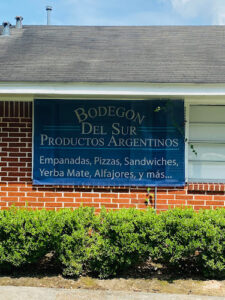 Bodegon
Del Sur
Productos Argentinos
Empanadas, Pizzas, Sandwiches,
Yerba Mate, Alfajores, y más...